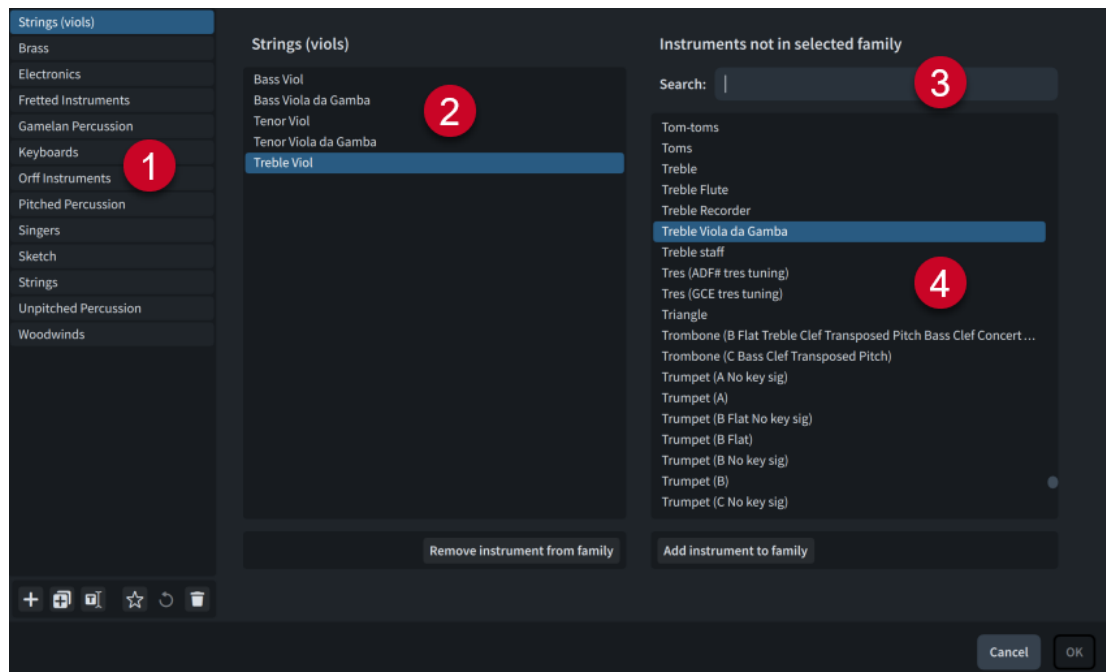 Strings (viols)
Brass
Electronics
Fretted Instruments
Gamelan Percussion
Keyboards
Orff Instruments
Pitched Percussion
Singers
Sketch
Strings
Unpitched Percussion
Woodwinds
1
Strings (viols)
Bass Viol
Bass Viola da Gamba
Tenor Viol
Tenor Viola da Gamba
Treble Viol
2
Remove instrument from family
Instruments not in selected family
Search:
3
Tom-toms
Toms
Treble
Treble Flute
Treble Recorder
Treble Viola da Gamba
Treble staff
Tres (ADF# tres tuning)
Tres (GCE tres tuning)
Triangle
Trombone (B Flat Treble Clef Transposed Pitch Bass Clef Concert ...
Trombone (C Bass Clef Transposed Pitch)
Trumpet (A No key sig)
Trumpet (A)
Trumpet (B Flat No key sig)
Trumpet (B Flat)
Trumpet (B No key sig)
Trumpet (B)
Trumpet (C No key sig)
4
Add instrument to family
Cancel
OK